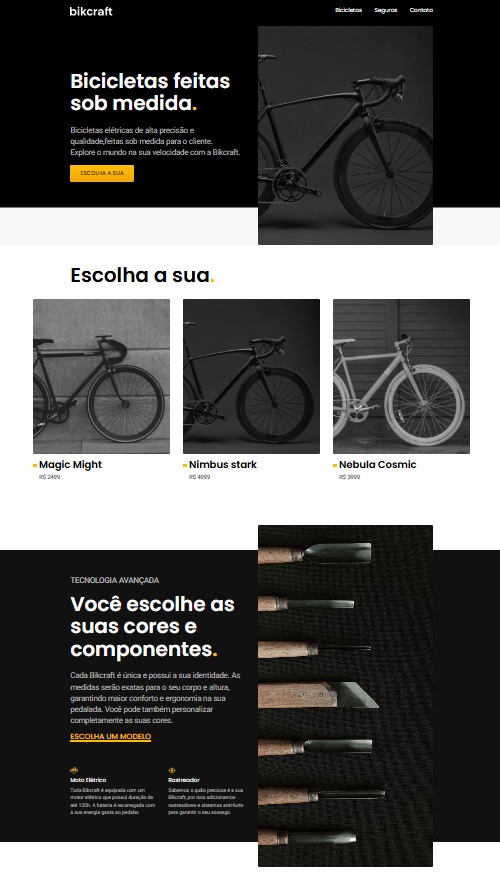 bikcraft
Bicicletas Seguros Contato
Bicicletas feitas
sob medida.
Bicicletas elétricas de alta precisão e
qualidade,feitas sob medida para o cliente.
Explore o mundo na sua velocidade com a Bikcraft.
ESCOLHA A SUA
Escolha a sua.
Magic Might
R$ 2499
Nimbus stark
R$ 4999
Nebula Cosmic
R$ 3999
TECNOLOGIA AVANÇADA
Você escolhe as
suas cores e
componentes.
Cada Bikcraft é única e possui a sua identidade. As
medidas serão exatas para o seu corpo e altura,
garantindo maior conforto e ergonomia na sua
pedalada. Você pode também personalizar
completamente as suas cores.
ESCOLHA UM MODELO
Moto Elétrico
Toda Bikcraft é equipada com um
motor elétrico que possui duração de
até 120h. A bateria é recarregada com
a sua energia gasta ao pedalar.
Rastreador
Sabemos o quão preciosa é a sua
Bikcraft, por isso adicionamos
rastreadores e sistemas anti-furto
para garantir o seu sossego.